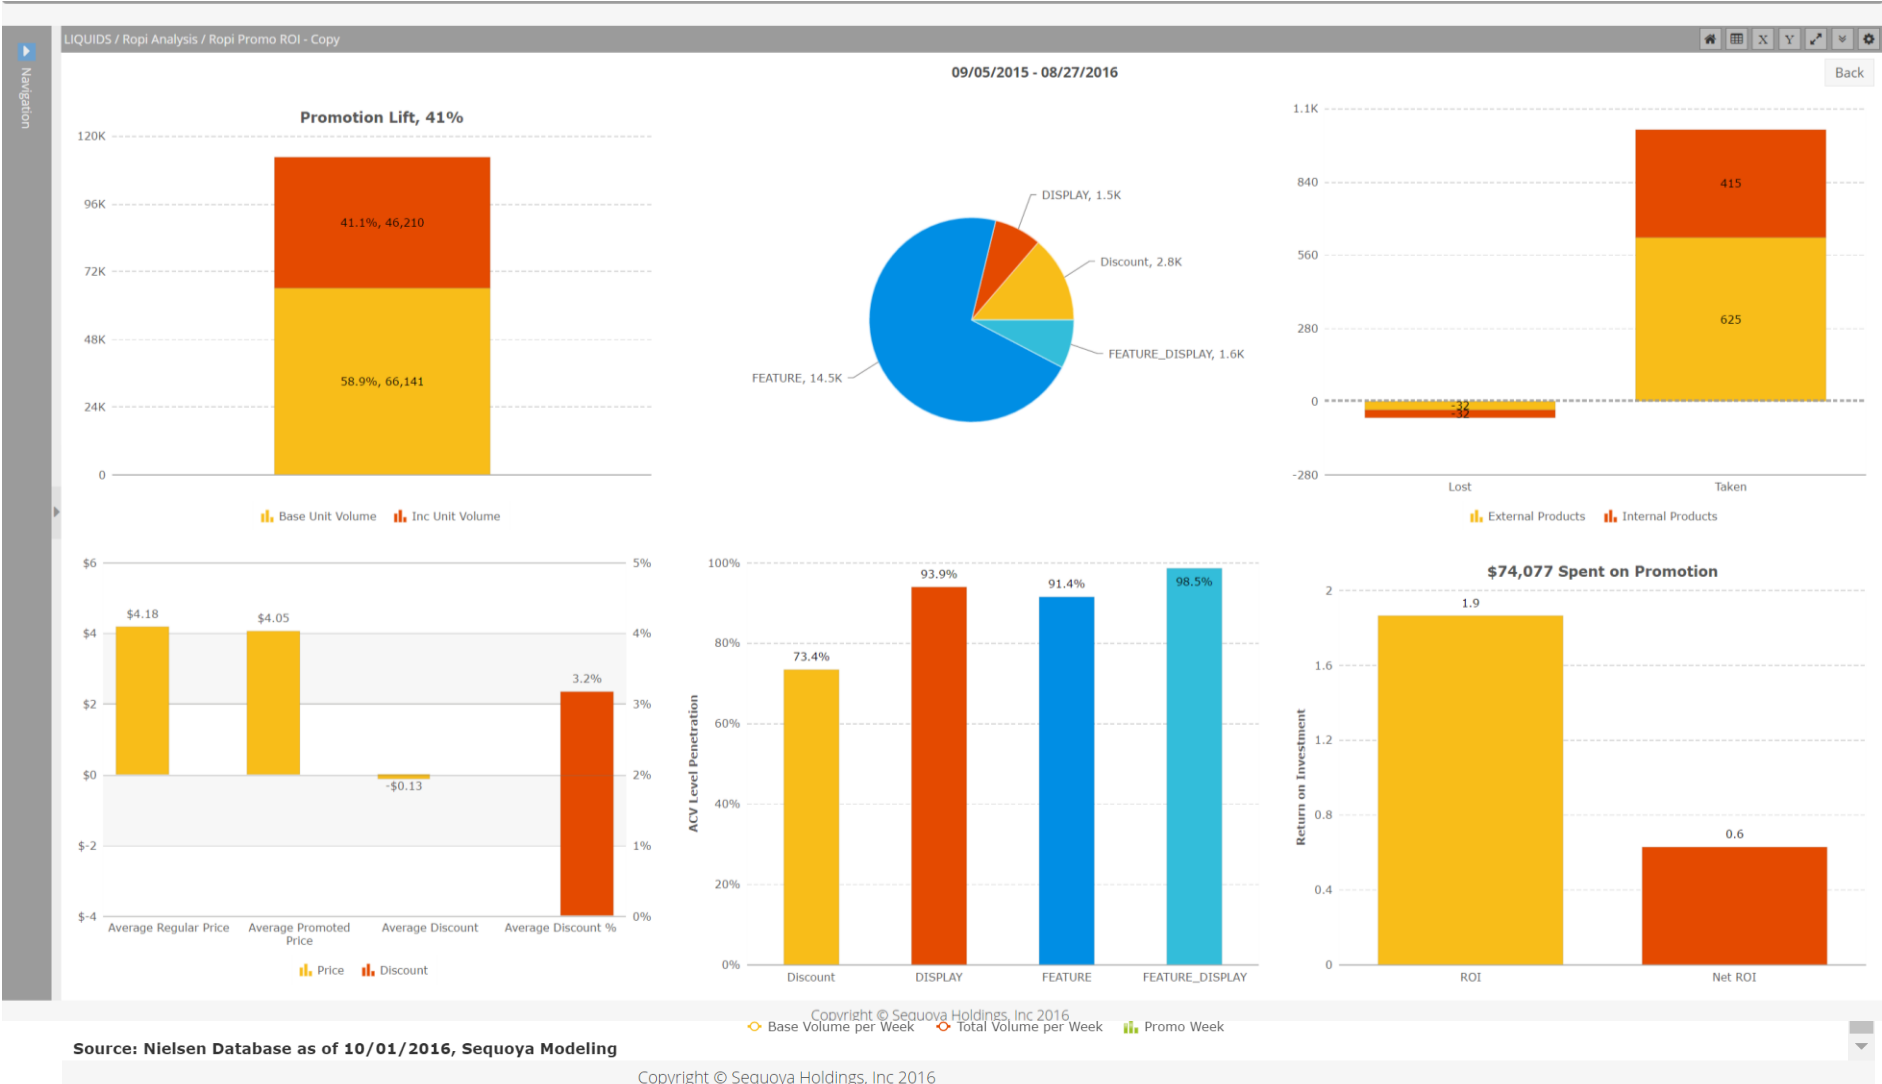 LIQUIDS / Ropi Analysis / Ropi Promo ROI - Copy
X
Y
Navigation
09/05/2015 - 08/27/2016
Back
Promotion Lift, 41%
120K
96K
72K
48K
24K
0
41.1%, 46,210
58.9%, 66,141
Base Unit Volume
Inc Unit Volume
DISPLAY, 1.5K
Discount, 2.8K
FEATURE_DISPLAY, 1.6K
FEATURE, 14.5K
1.1K
840
560
280
0
-280
415
625
-32
-32
Lost
Taken
External Products
Internal Products
$6
$4
$2
$0
$-2
$-4
5%
4%
3%
2%
1%
0%
$4.18
$4.05
-$0.13
3.2%
Average Regular Price
Average Promoted
Price
Average Discount
Average Discount %
Price
Discount
ACV Level Penetration
100%
80%
60%
40%
20%
0%
73.4%
93.9%
91.4%
98.5%
Discount
DISPLAY
FEATURE
FEATURE_DISPLAY
$74,077 Spent on Promotion
Return on Investment
2
1.6
1.2
0.8
0.4
0
1.9
0.6
ROI
Net ROI
Copyright © Sequoya Holdings, Inc 2016
Base Volume per Week
Total Volume per Week
Promo Week
Source: Nielsen Database as of 10/01/2016, Sequoya Modeling
Copyright © Sequoya Holdings, Inc 2016